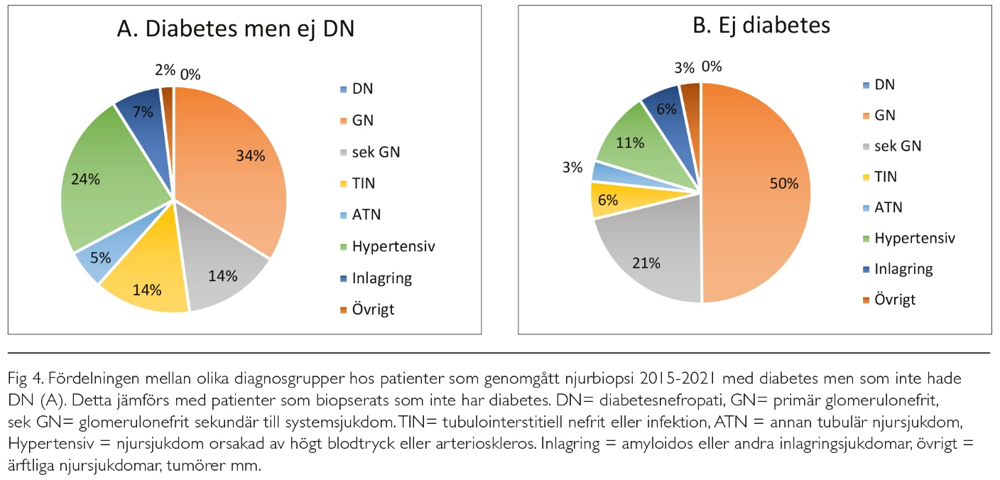 A. Diabetes men ej DN
2% 0%
7%
34%
24%
5%
14%
14%
DN
GN
sek GN
TIN
ATN
Hypertensiv
Inlagring
Övrigt
B. Ej diabetes
3% 0%
6%
11%
3%
50%
6%
21%
DN
GN
sek GN
TIN
ATN
Hypertensiv
Inlagring
Övrigt
Fig 4. Fördelningen mellan olika diagnosgrupper hos patienter som genomgått njurbiopsi 2015-2021 med diabetes men som inte hade
DN (A). Detta jämförs med patienter som biopserats som inte har diabetes. DN= diabetesnefropati, GN= primär glomerulonefrit,
sek GN= glomerulonefrit sekundär till systemsjukdom. TIN= tubulointerstitiell nefrit eller infektion, ATN = annan tubulär njursjukdom,
Hypertensiv = njursjukdom orsakad av högt blodtryck eller arterioskleros. Inlagring = amyloidos eller andra inlagringsjukdomar, övrigt =
ärftliga njursjukdomar, tumörer mm.